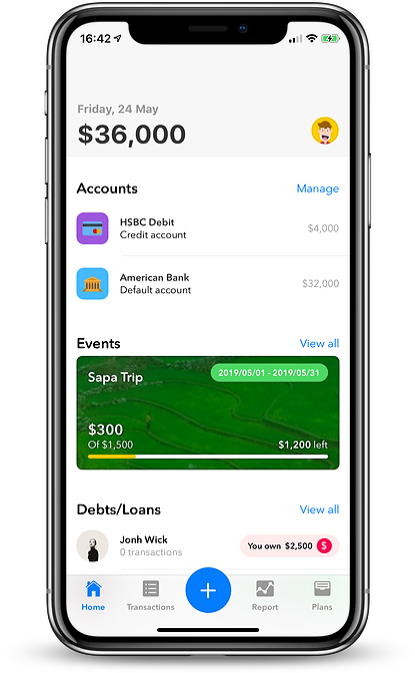 16:42
Friday, 24 May
$36,000
Accounts
Manage
HSBC Debit
Credit account
$4,000
American Bank
Default account
$32,000
Events
View all
Sapa Trip
2019/05/01 - 2019/05/31
$300
Of $1,500
$1,200 left
Debts/Loans
View all
Jonh Wick
0 transactions
You own $2,500 $
Home
Transactions
+
Report
Plans